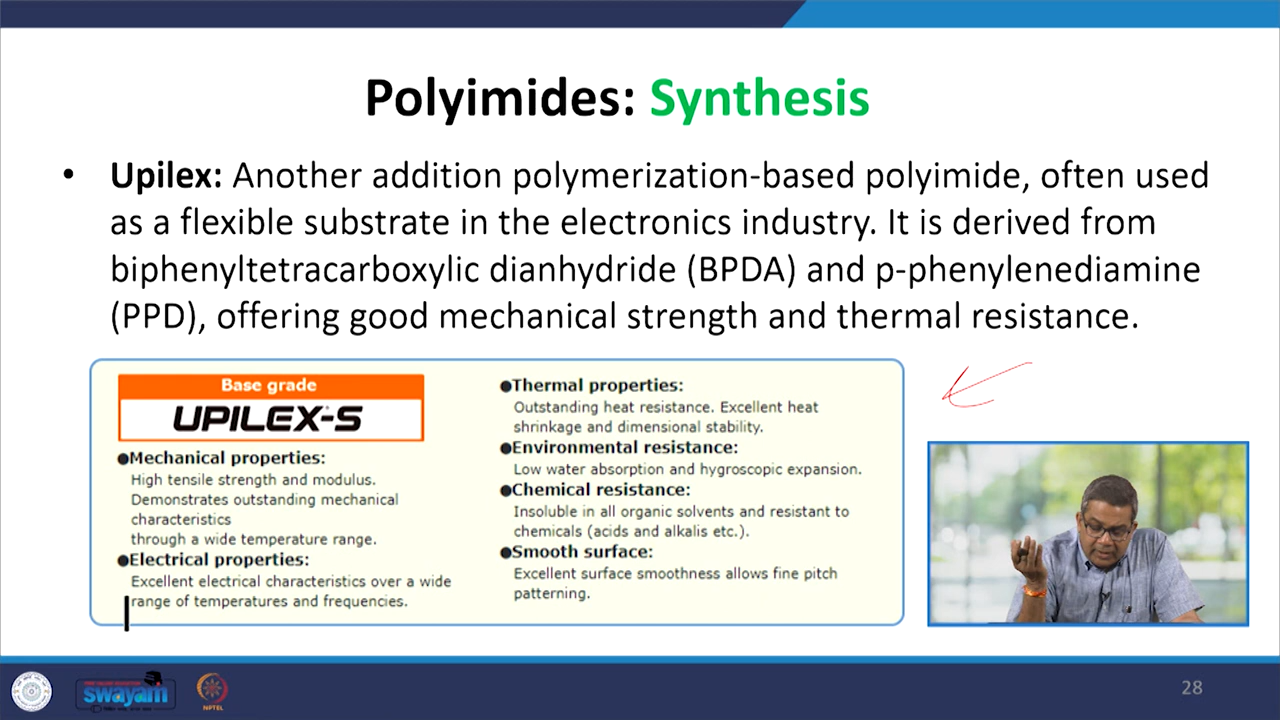 Polyimides: Synthesis
• Upilex: Another addition polymerization-based polyimide, often used
as a flexible substrate in the electronics industry. It is derived from
biphenyltetracarboxylic dianhydride (BPDA) and p-phenylenediamine
(PPD), offering good mechanical strength and thermal resistance.
Base grade
UPILEX-S
●Mechanical properties:
High tensile strength and modulus.
Demonstrates outstanding mechanical
characteristics
through a wide temperature range.
●Electrical properties:
Excellent electrical characteristics over a wide
range of temperatures and frequencies.
●Thermal properties:
Outstanding heat resistance. Excellent heat
shrinkage and dimensional stability.
●Environmental resistance:
Low water absorption and hygroscopic expansion.
●Chemical resistance:
Insoluble in all organic solvents and resistant to
chemicals (acids and alkalis etc.).
●Smooth surface:
Excellent surface smoothness allows fine pitch
patterning.
swayam
NPTEL
28